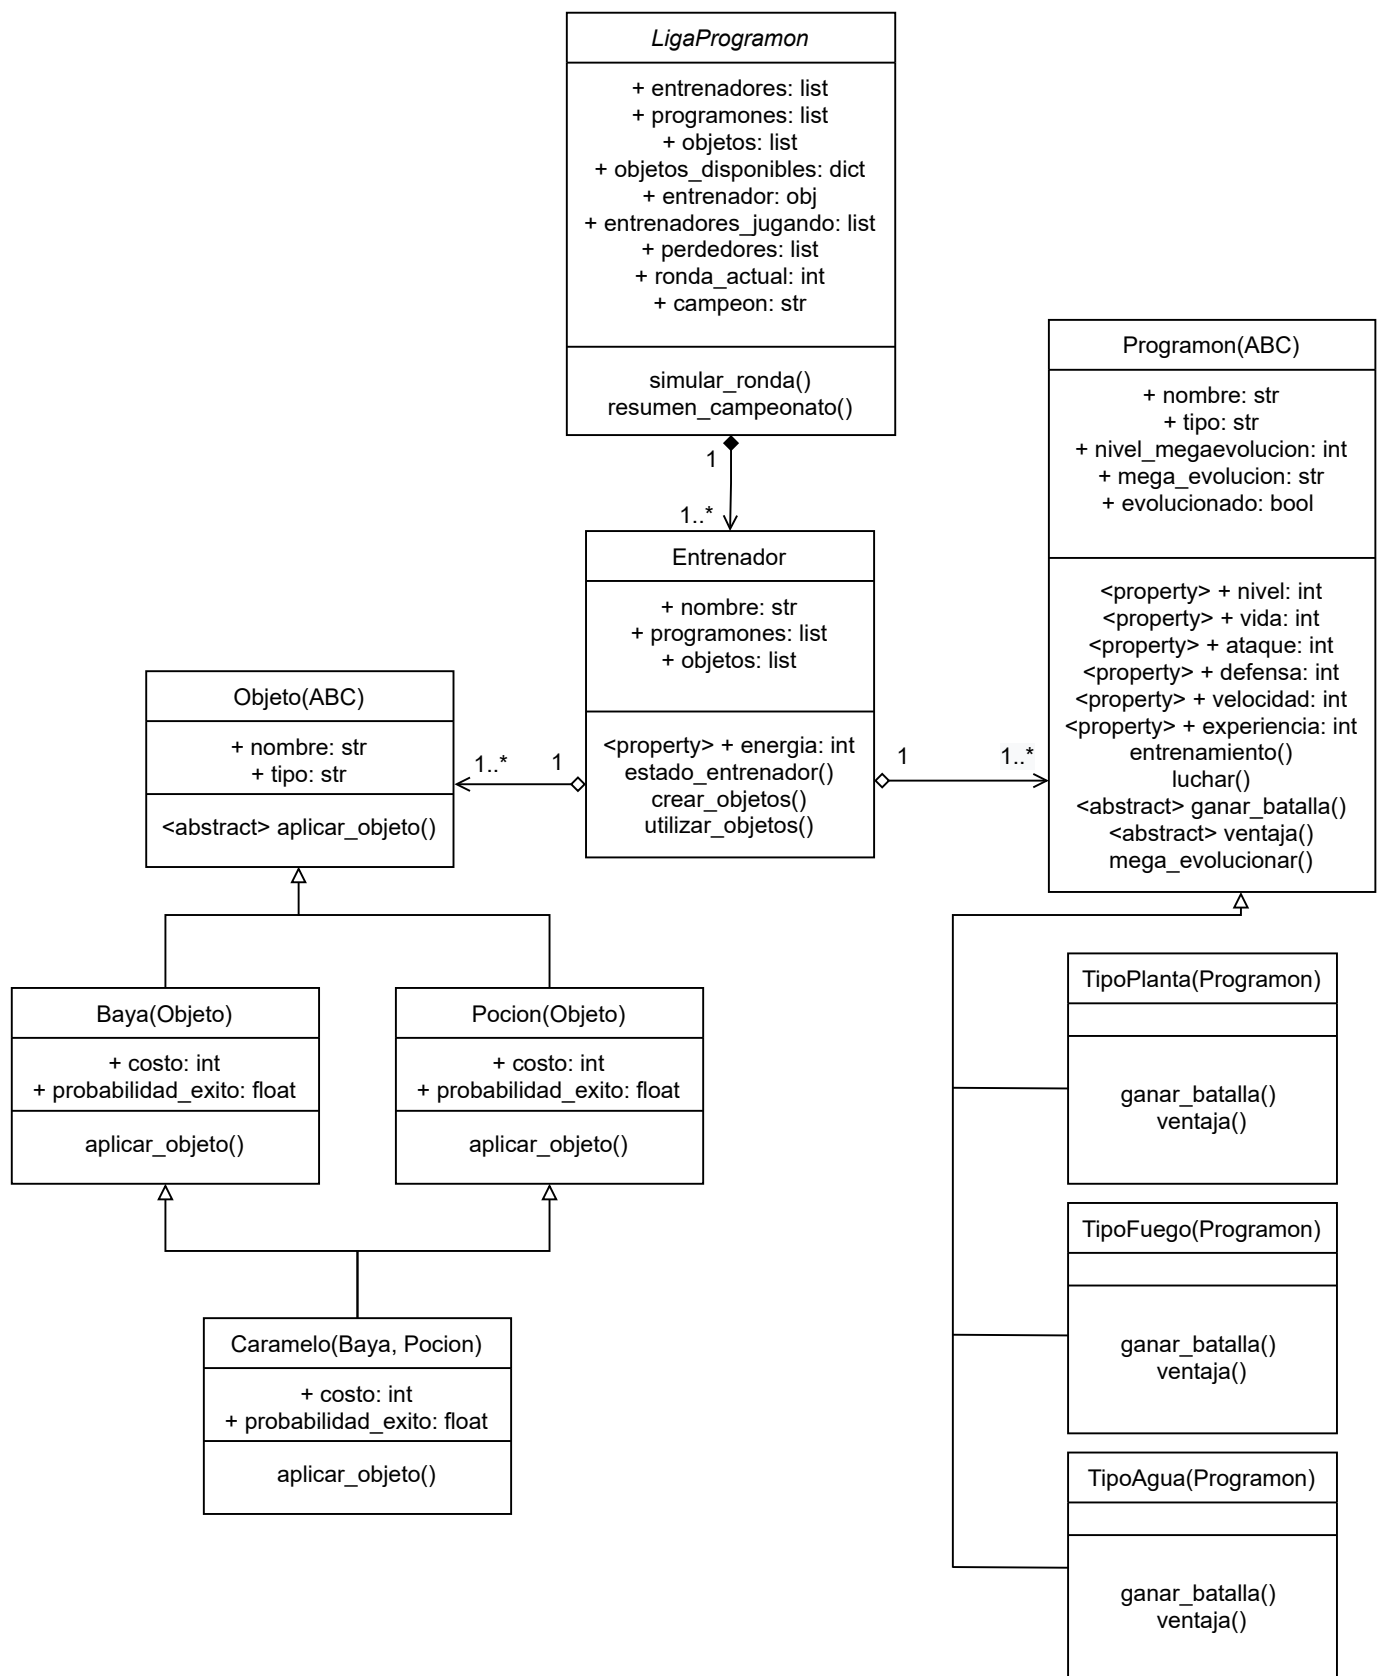 LigaProgramon
+ entrenadores: list
+ programones: list
+ objetos: list
+ objetos_disponibles: dict
+ entrenador: obj
+ entrenadores_jugando: list
+ perdedores: list
+ ronda_actual: int
+ campeon: str
simular_ronda()
resumen_campeonato()
1
1..*
Entrenador
+ nombre: str
+ programones: list
+ objetos: list
<property> + energia: int
estado_entrenador()
crear_objetos()
utilizar_objetos()
1..*
1
1
1..*
Objeto(ABC)
+ nombre: str
+ tipo: str
<abstract> aplicar_objeto()
Programon(ABC)
+ nombre: str
+ tipo: str
+ nivel_megaevolucion: int
+ mega_evolucion: str
+ evolucionado: bool
<property> + nivel: int
<property> + vida: int
<property> + ataque: int
<property> + defensa: int
<property> + velocidad: int
<property> + experiencia: int
entrenamiento()
luchar()
<abstract> ganar_batalla()
<abstract> ventaja()
mega_evolucionar()
Baya(Objeto)
+ costo: int
+ probabilidad_exito: float
aplicar_objeto()
Pocion(Objeto)
+ costo: int
+ probabilidad_exito: float
aplicar_objeto()
Caramelo(Baya, Pocion)
+ costo: int
+ probabilidad_exito: float
aplicar_objeto()
TipoPlanta(Programon)
ganar_batalla()
ventaja()
TipoFuego(Programon)
ganar_batalla()
ventaja()
TipoAgua(Programon)
ganar_batalla()
ventaja()